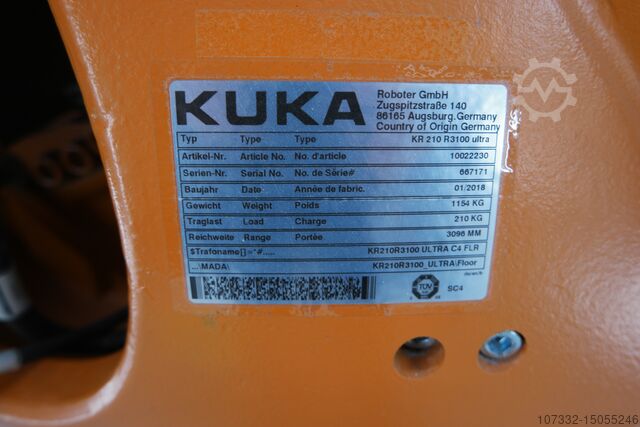 KUKA
Roboter GmbH
Zugspitzstraße 140
86165 Augsburg,Germany
Country of Origin Germany
Typ Type Type KR 210 R3100 ultra
Artikel-Nr. Article No. No. d'article 10022230
Serien-Nr. Serial No. No. de Série# 667171
Baujahr Date Année de fabric. 01/2018
Gewicht Weight Poids 1154 KG
Traglast Load Charge 210 KG
Reichweite Range Portée 3096 MM
$Trafoname[]="#..... KR210R3100 ULTRA C4 FLR
...\MADA\ KR210R3100_ULTRA\Floor
TÜV
SC4
107332-15055246